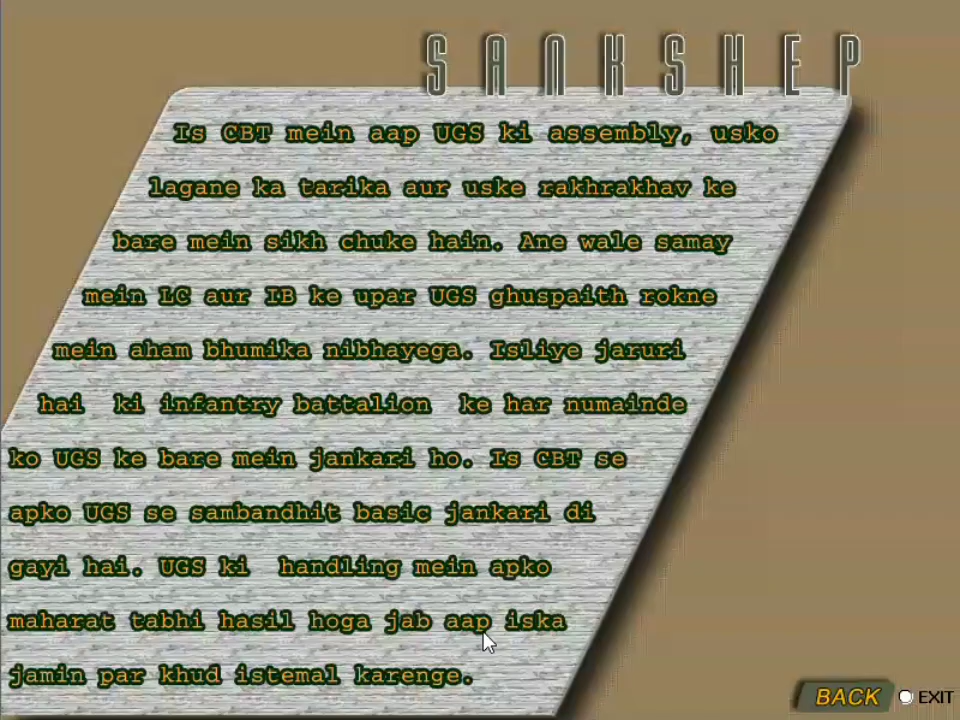 SANKSHEP
Is CBT mein aap UGS ki assembly, usko
lagane ka tarika aur uske rakhrakhav ke
bare mein sikh chuke hain. Ane wale samay
mein LC aur IB ke upar UGS ghuspaith rokne
mein aham bhumika nibhayega. Isliye jaruri
hai ki infantry battalion ke har numainde
ko UGS ke bare mein jankari ho. Is CBT se
apko UGS se sambandhit basic jankari di
gayi hai. UGS ki handling mein apko
maharat tabhi hasil hoga jab aap iska
jamin par khud istemal karenge.
BACK EXIT